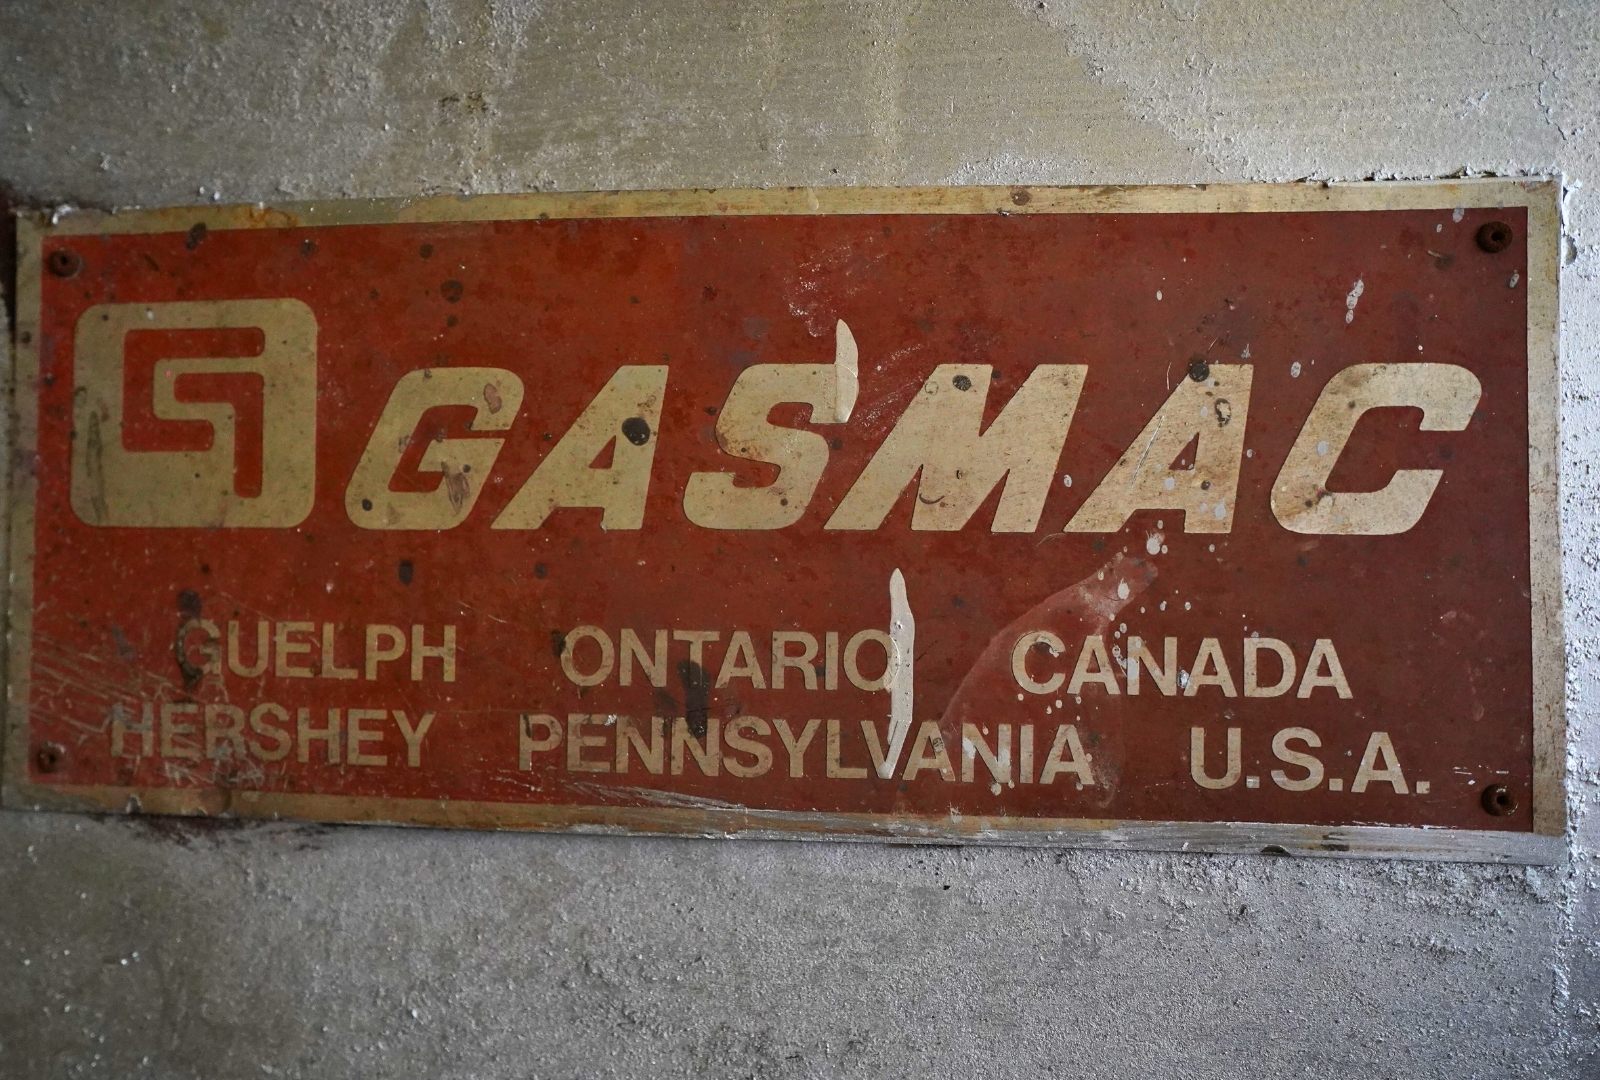 GASMAC
GUELPH ONTARIO CANADA
HERSHEY PENNSYLVANIA U.S.A.